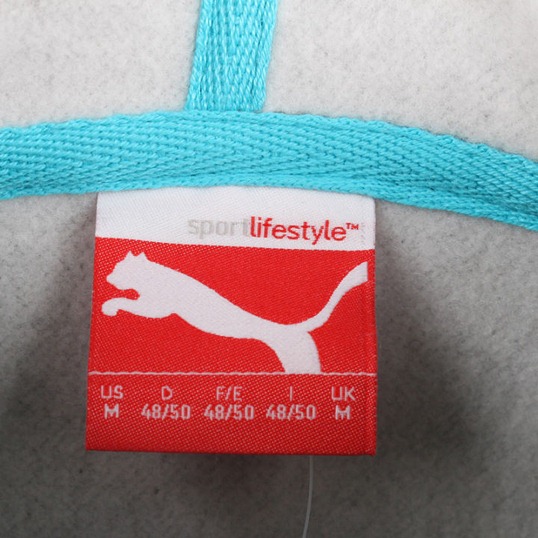 sportlifestyle™
US D F/E I UK
M 48/50 48/50 48/50 M